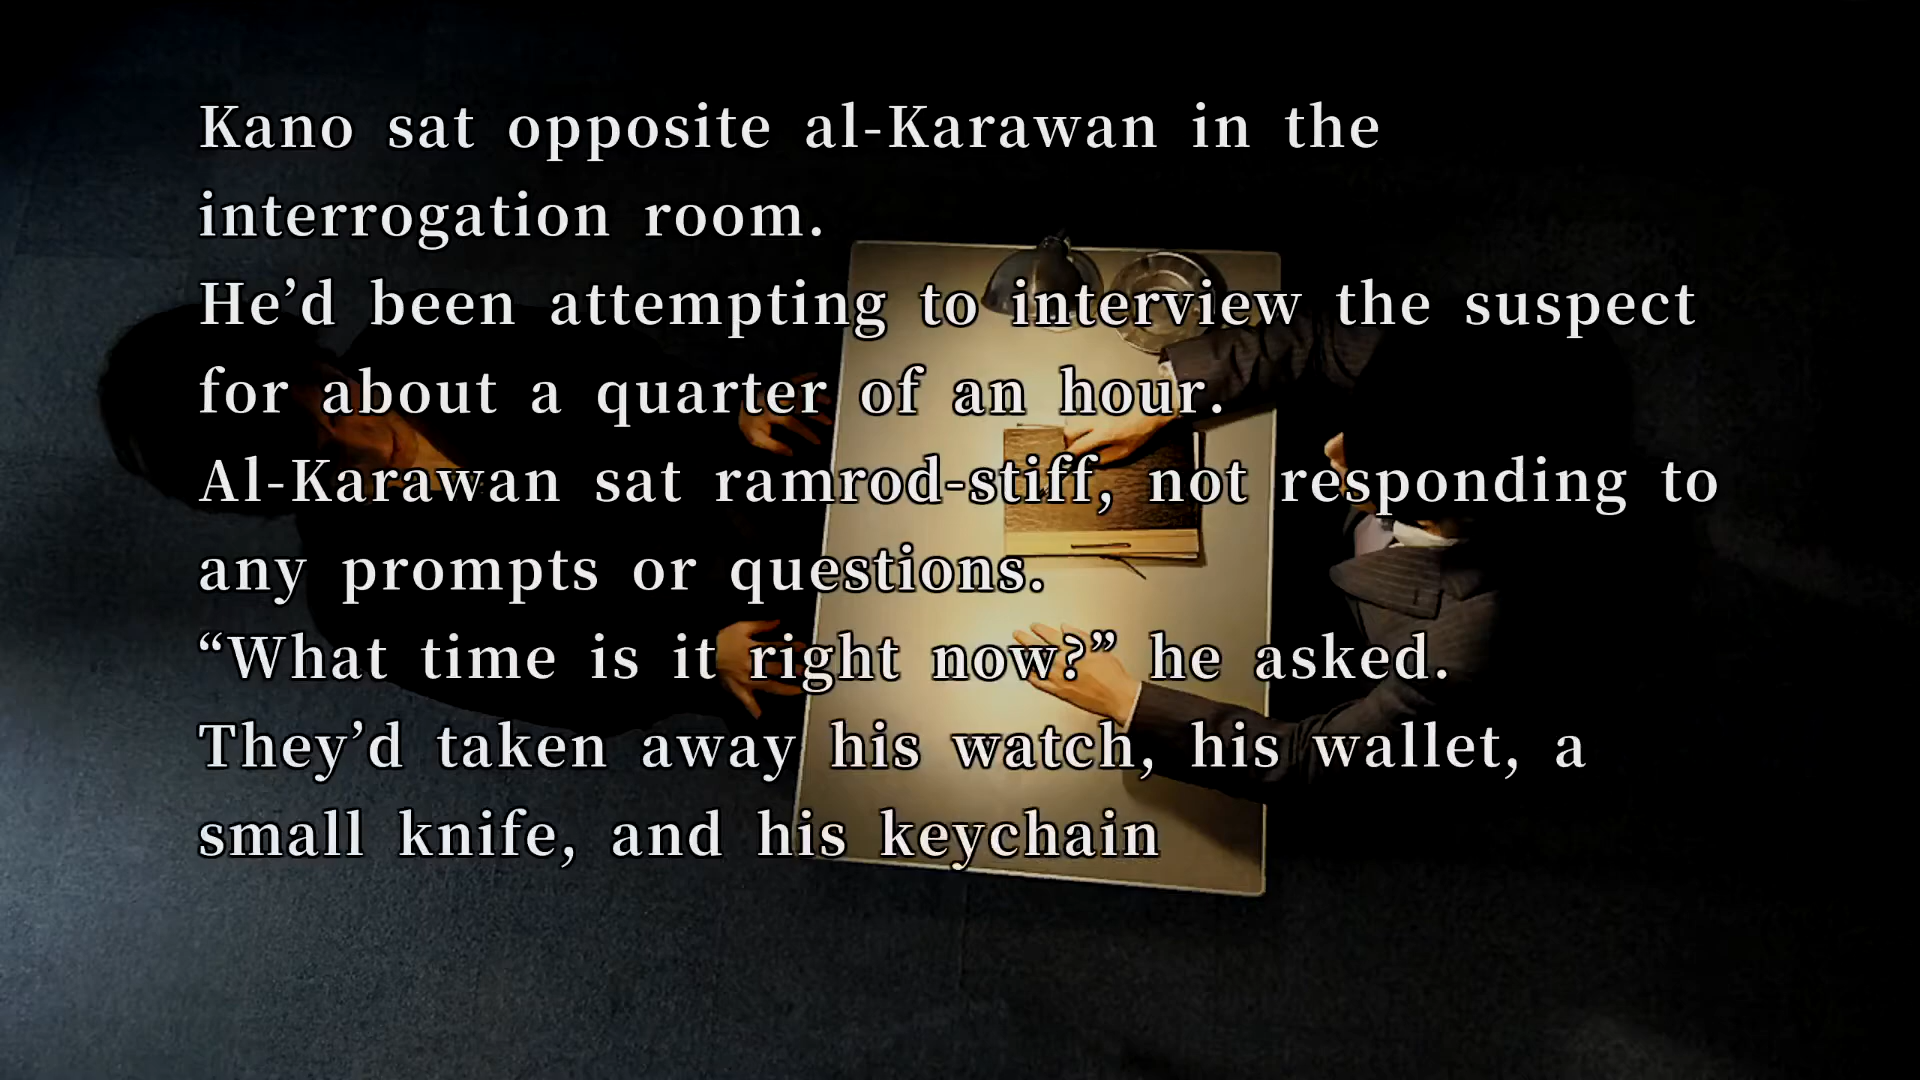 Kano sat opposite al-Karawan in the
interrogation room.
He’d been attempting to interview the suspect
for about a quarter of an hour.
Al-Karawan sat ramrod-stiff, not responding to
any prompts or questions.
“What time is it right now?” he asked.
They’d taken away his watch, his wallet, a
small knife, and his keychain